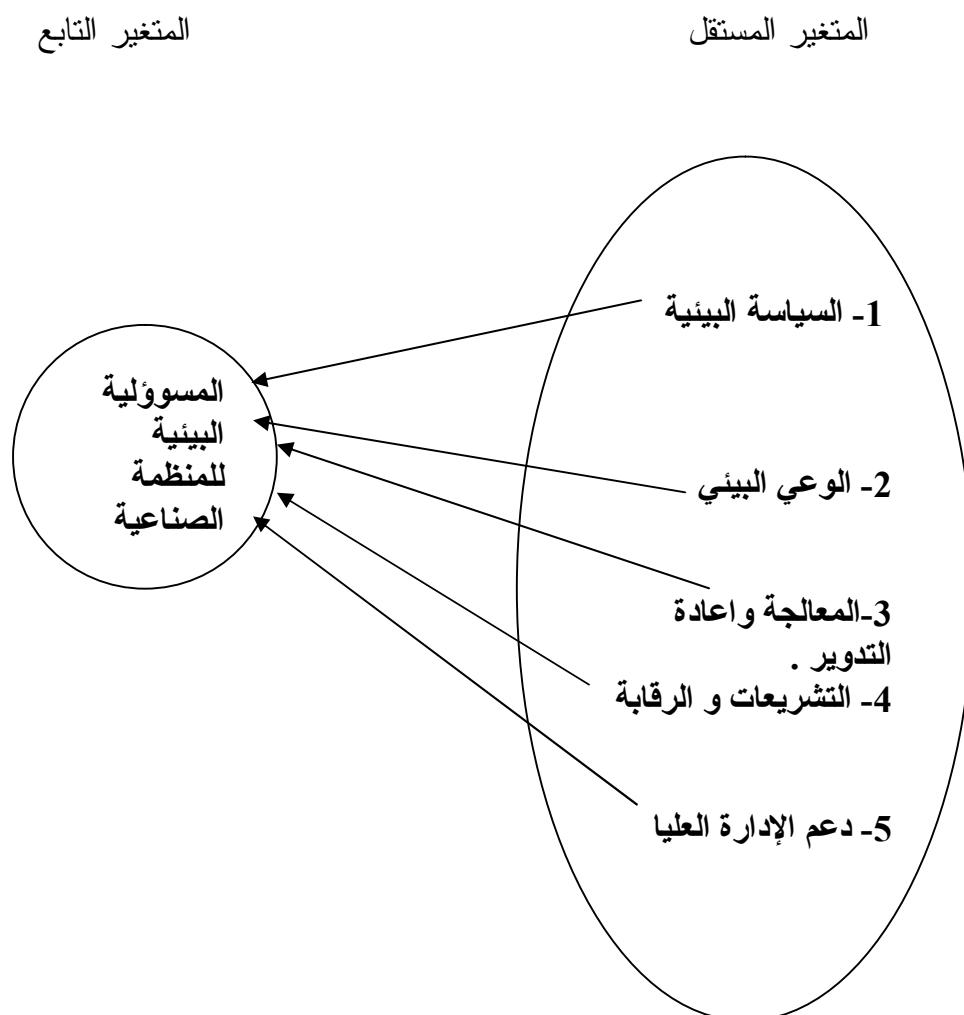 المتغير المستقل
المتغير التابع
1- السياسة البيئية
2- الوعي البيئي
3-المعالجة واعادة
التدوير .
4- التشريعات و الرقابة
5- دعم الإدارة العليا
المسوؤلية
البيئية
للمنظمة
الصناعية